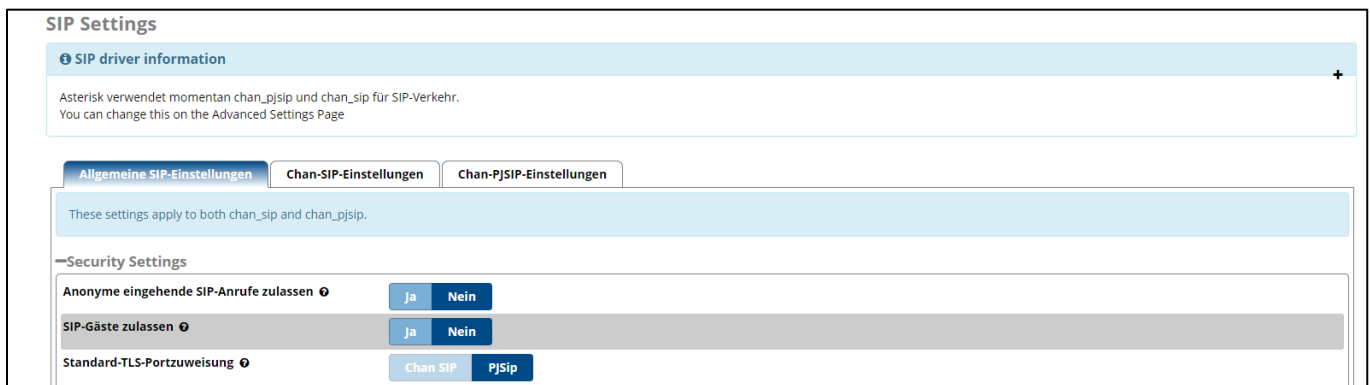 SIP Settings
SIP driver information
Asterisk verwendet momentan chan_pjsip und chan_sip für SIP-Verkehr.
You can change this on the Advanced Settings Page
Allgemeine SIP-Einstellungen Chan-SIP-Einstellungen Chan-PJSIP-Einstellungen
These settings apply to both chan_sip and chan_pjsip.
Security Settings
Anonyme eingehende SIP-Anrufe zulassen Ja Nein
SIP-Gäste zulassen Ja Nein
Standard-TLS-Portzuweisung Chan SIP PJSip